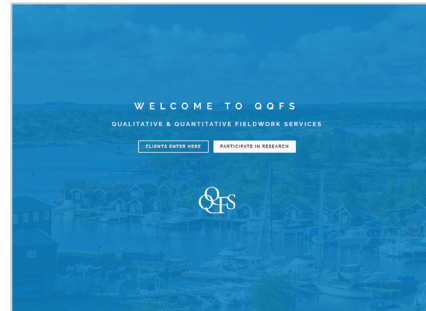 WELCOME TO QQFS
QUALITATIVE & QUANTITATIVE FIELDWORK SERVICES
CLIENTS ENTER HERE
PARTICIPATE IN RESEARCH
QQFS